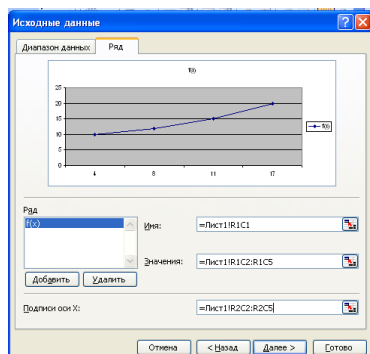 Исходные данные
Диапазон данных Ряд
f(x)
25
20
15
10
5
0
4 8 11 17
f(x)
Ряд
f(x)
Имя: =Лист1!R1C1
Значения: =Лист1!R1C2:R1C5
Добавить Удалить
Подписи оси X: =Лист1!R2C2:R2C5
Отмена < Назад Далее > Готово